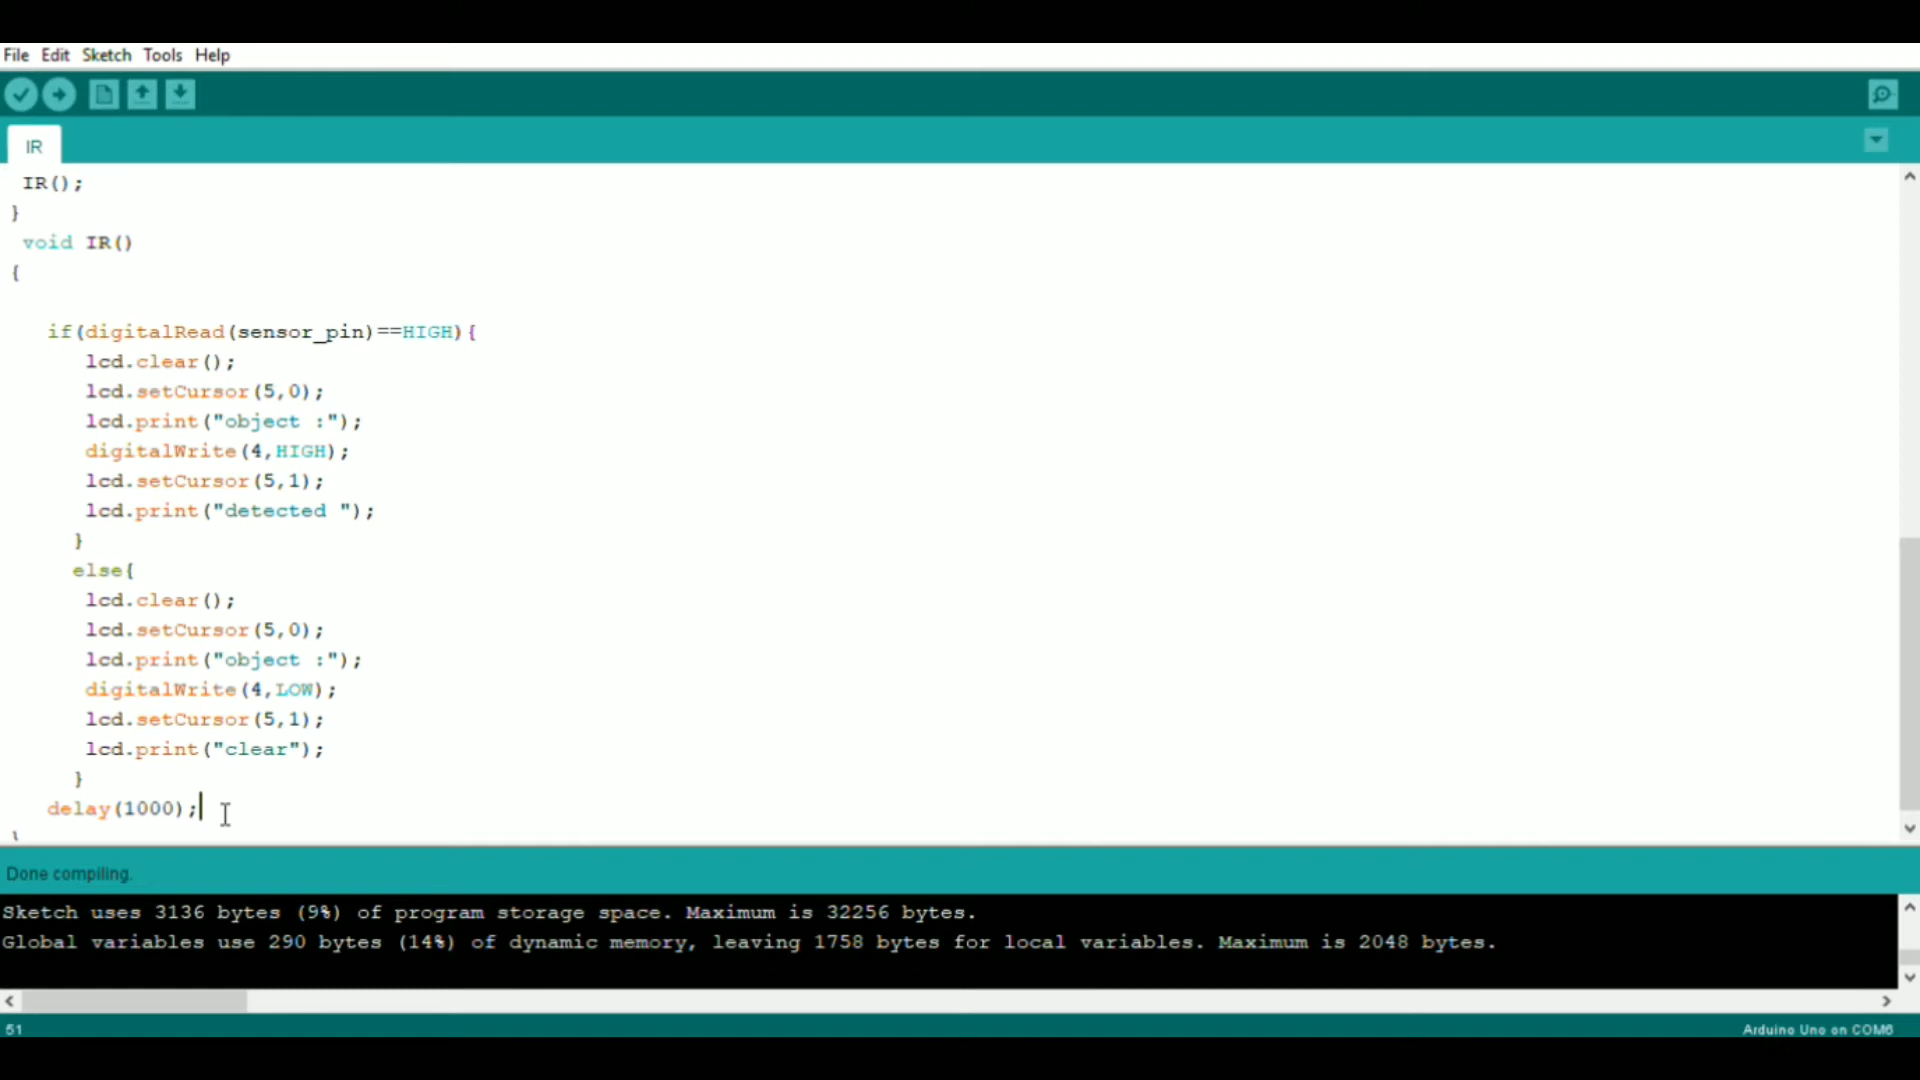 File Edit Sketch Tools Help
IR
IR();
}
void IR()
{
if(digitalRead(sensor_pin)==HIGH){
lcd.clear();
lcd.setCursor(5,0);
lcd.print("object :");
digitalWrite(4,HIGH);
lcd.setCursor(5,1);
lcd.print("detected ");
}
else{
lcd.clear();
lcd.setCursor(5,0);
lcd.print("object :");
digitalWrite(4,LOW);
lcd.setCursor(5,1);
lcd.print("clear");
}
delay(1000);
Done compiling.
Sketch uses 3136 bytes (9%) of program storage space. Maximum is 32256 bytes.
Global variables use 290 bytes (14%) of dynamic memory, leaving 1758 bytes for local variables. Maximum is 2048 bytes.
51 Arduino Uno on COM6